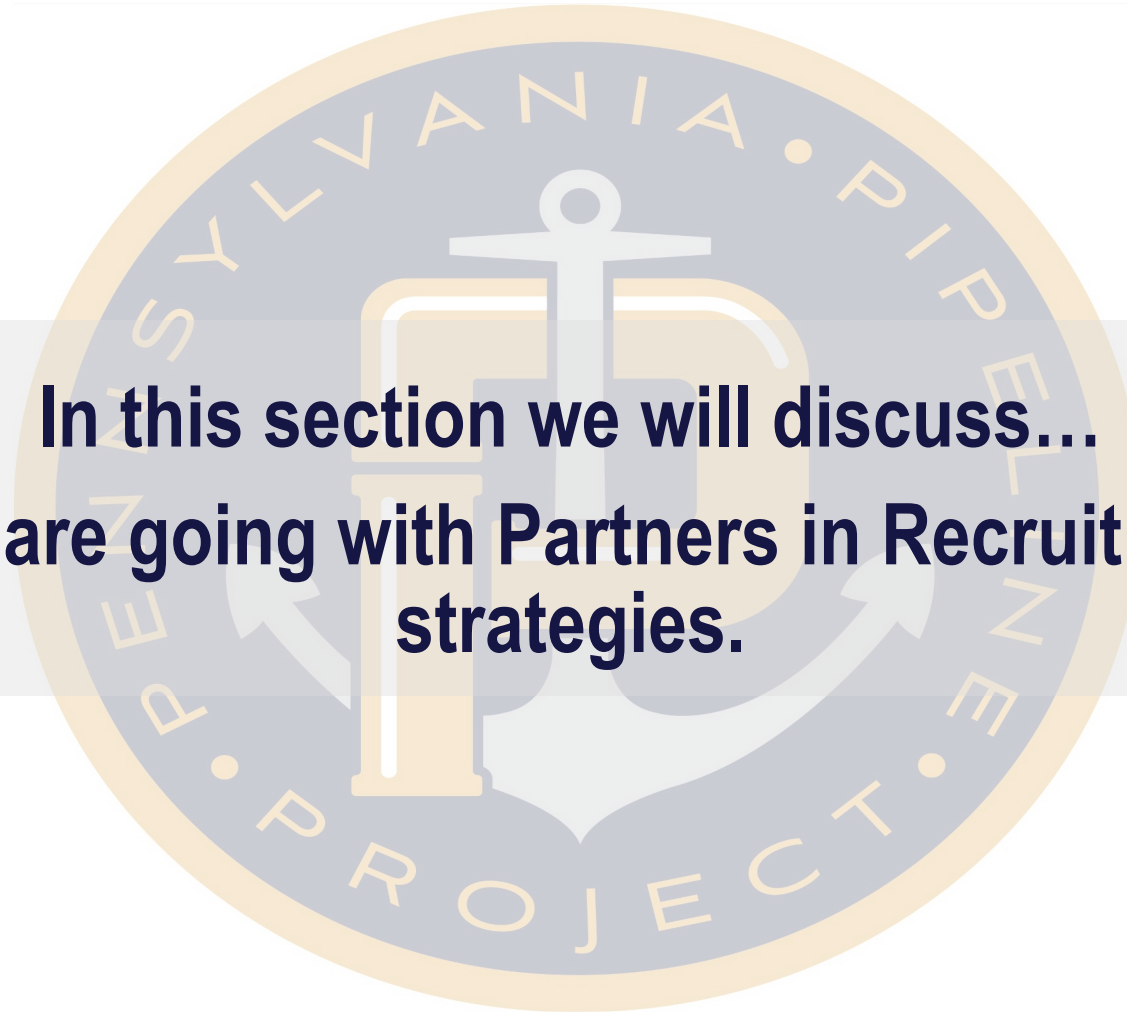 PENNSYLVANIA • PIPELINE • PROJECT •
In this section we will discuss…
are going with Partners in Recruit
strategies.